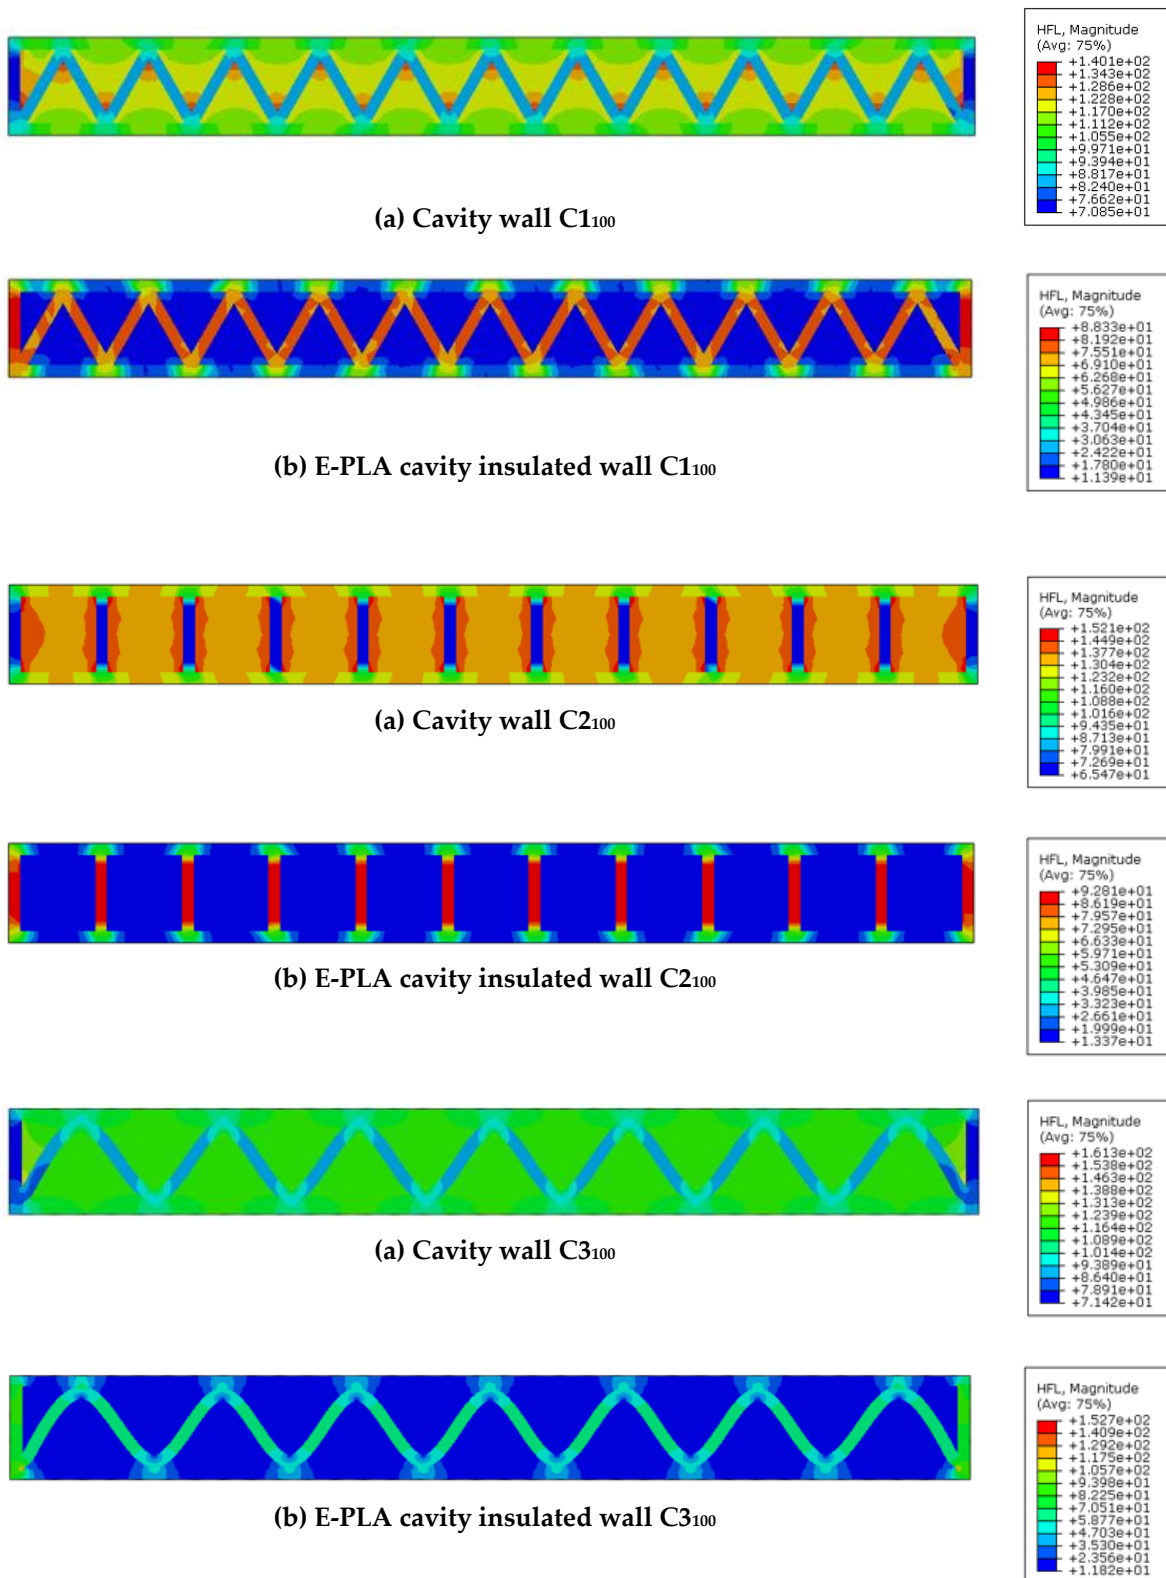 HFL, Magnitude
(Avg: 75%)
+1.401e+02
+1.343e+02
+1.286e+02
+1.228e+02
+1.170e+02
+1.112e+02
+1.055e+02
+9.971e+01
+9.394e+01
+8.817e+01
+8.240e+01
+7.662e+01
+7.085e+01
(a) Cavity wall C1100
HFL, Magnitude
(Avg: 75%)
+8.833e+01
+8.192e+01
+7.551e+01
+6.910e+01
+6.268e+01
+5.627e+01
+4.986e+01
+4.345e+01
+3.704e+01
+3.063e+01
+2.422e+01
+1.780e+01
+1.139e+01
(b) E-PLA cavity insulated wall C1100
HFL, Magnitude
(Avg: 75%)
+1.521e+02
+1.449e+02
+1.377e+02
+1.304e+02
+1.232e+02
+1.160e+02
+1.088e+02
+1.016e+02
+9.435e+01
+8.713e+01
+7.991e+01
+7.269e+01
+6.547e+01
(a) Cavity wall C2100
HFL, Magnitude
(Avg: 75%)
+9.281e+01
+8.619e+01
+7.957e+01
+7.295e+01
+6.633e+01
+5.971e+01
+5.309e+01
+4.647e+01
+3.985e+01
+3.323e+01
+2.661e+01
+1.999e+01
+1.337e+01
(b) E-PLA cavity insulated wall C2100
HFL, Magnitude
(Avg: 75%)
+1.613e+02
+1.538e+02
+1.463e+02
+1.388e+02
+1.313e+02
+1.239e+02
+1.164e+02
+1.089e+02
+1.014e+02
+9.389e+01
+8.640e+01
+7.891e+01
+7.142e+01
(a) Cavity wall C3100
HFL, Magnitude
(Avg: 75%)
+1.527e+02
+1.409e+02
+1.292e+02
+1.175e+02
+1.057e+02
+9.398e+01
+8.225e+01
+7.051e+01
+5.877e+01
+4.703e+01
+3.530e+01
+2.356e+01
+1.182e+01
(b) E-PLA cavity insulated wall C3100